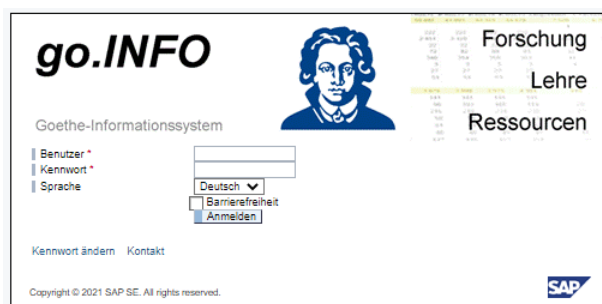 go.INFO
Forschung
Lehre
Ressourcen
Goethe-Informationssystem
Benutzer *
Kennwort *
Sprache Deutsch
Barrierefreiheit
Anmelden
Kennwort ändern Kontakt
Copyright © 2021 SAP SE. All rights reserved.
SAP